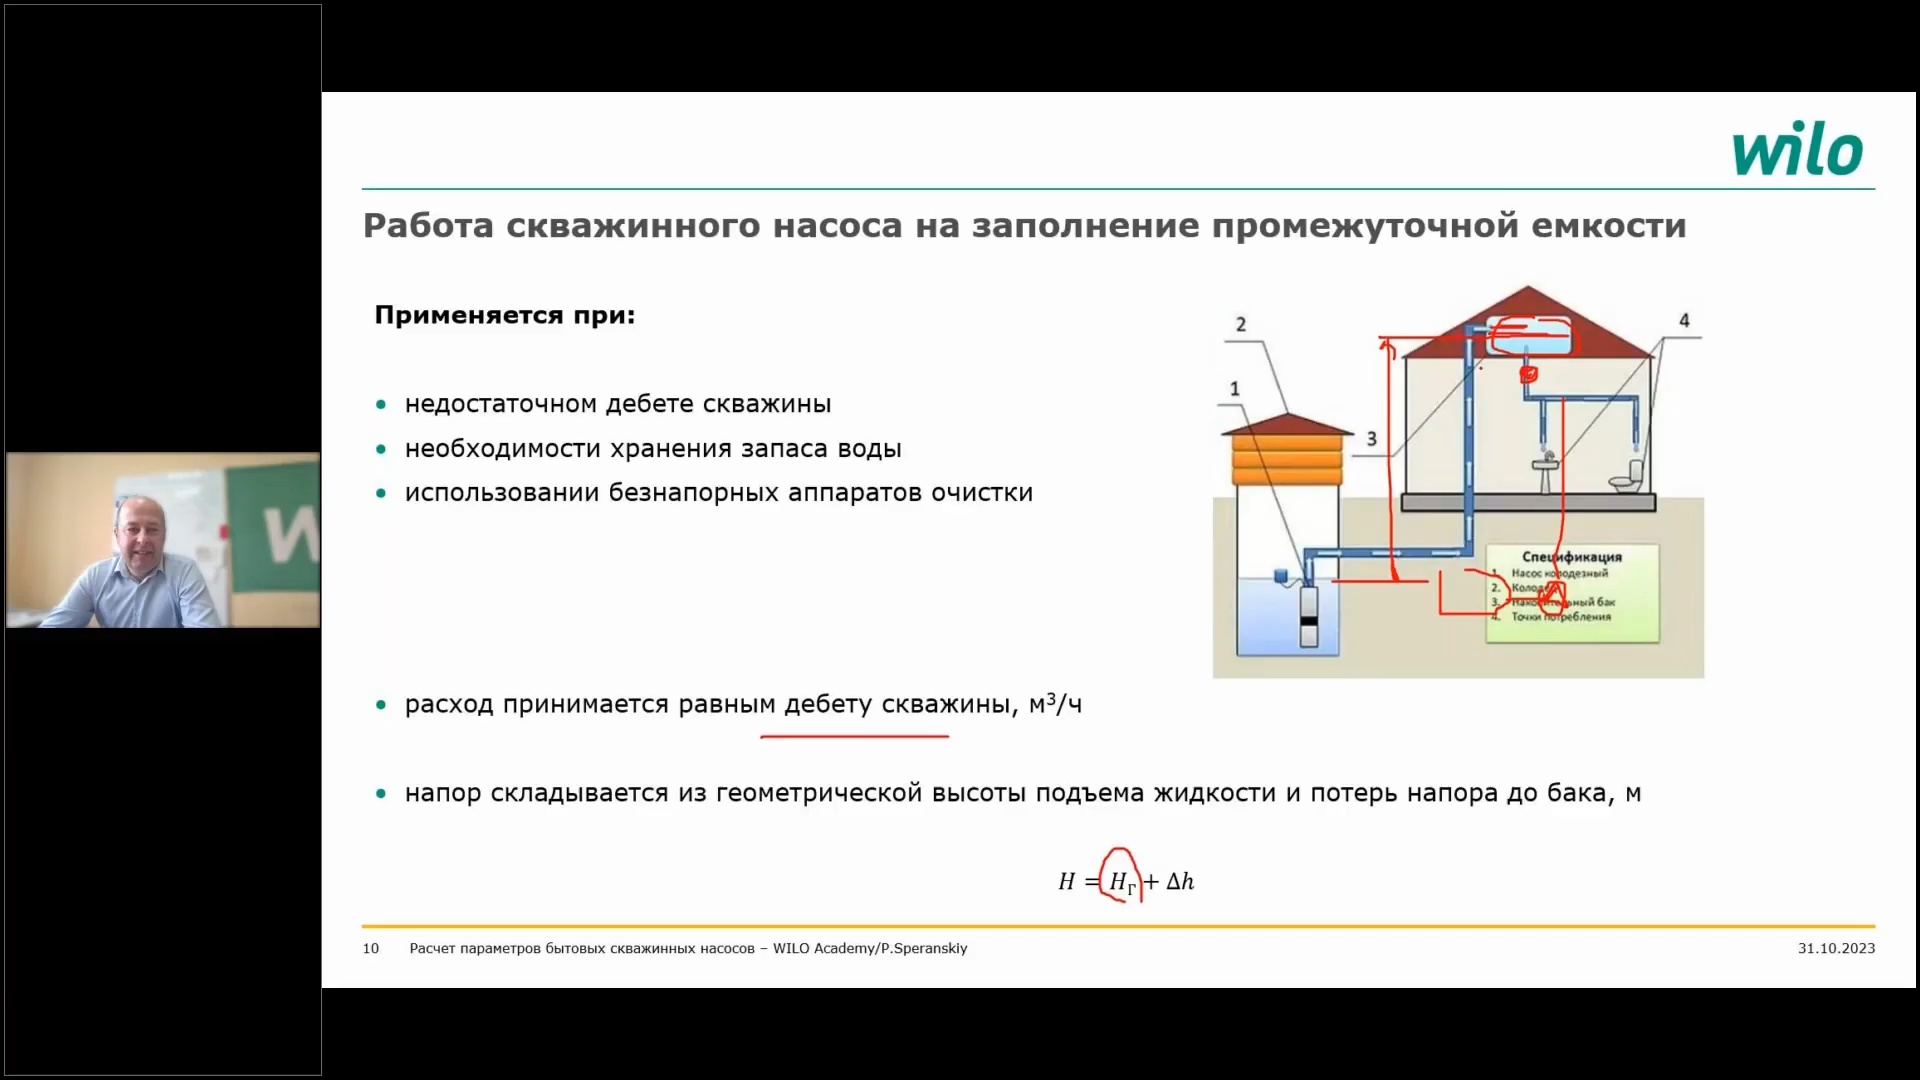 wilo
Работа скважинного насоса на заполнение промежуточной емкости
Применяется при:
недостаточном дебете скважины
необходимости хранения запаса воды
использовании безнапорных аппаратов очистки
2
1
3
4
Спецификация
1. Насос колодезный
2.
3. Накопительный бак
4. Точки потребления
расход принимается равным дебету скважины, м³/ч
напор складывается из геометрической высоты подъема жидкости и потерь напора до бака, м
H = HГ + Δh
10 Расчет параметров бытовых скважинных насосов – WILO Academy/P.Speranskiy 31.10.2023
W